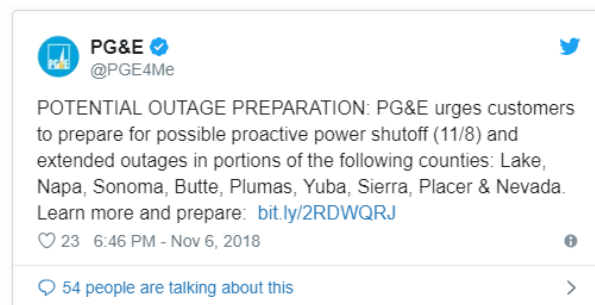 PG&E
@PGE4Me
POTENTIAL OUTAGE PREPARATION: PG&E urges customers
to prepare for possible proactive power shutoff (11/8) and
extended outages in portions of the following counties: Lake,
Napa, Sonoma, Butte, Plumas, Yuba, Sierra, Placer & Nevada.
Learn more and prepare: bit.ly/2RDWQRJ
23 6:46 PM - Nov 6, 2018
54 people are talking about this